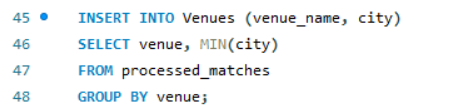 45 INSERT INTO Venues (venue_name, city)
46 SELECT venue, MIN(city)
47 FROM processed_matches
48 GROUP BY venue;